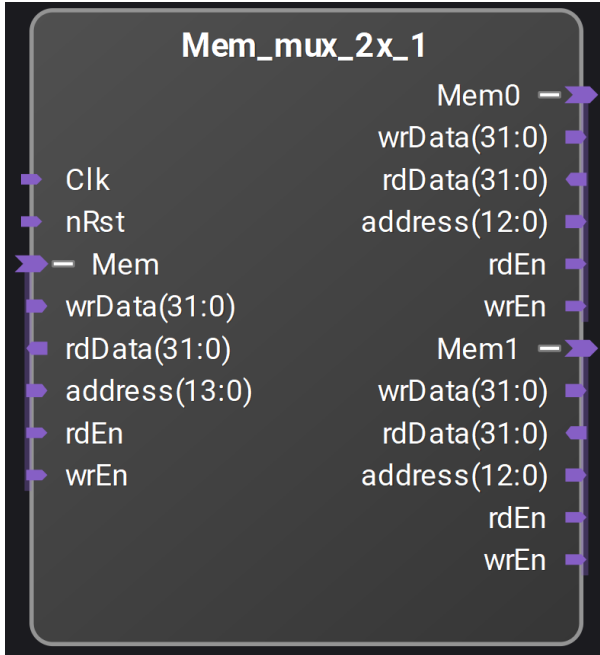 Mem_mux_2x_1
Clk
nRst
Mem
wrData(31:0)
rdData(31:0)
address(13:0)
rdEn
wrEn
Mem0
wrData(31:0)
rdData(31:0)
address(12:0)
rdEn
wrEn
Mem1
wrData(31:0)
rdData(31:0)
address(12:0)
rdEn
wrEn